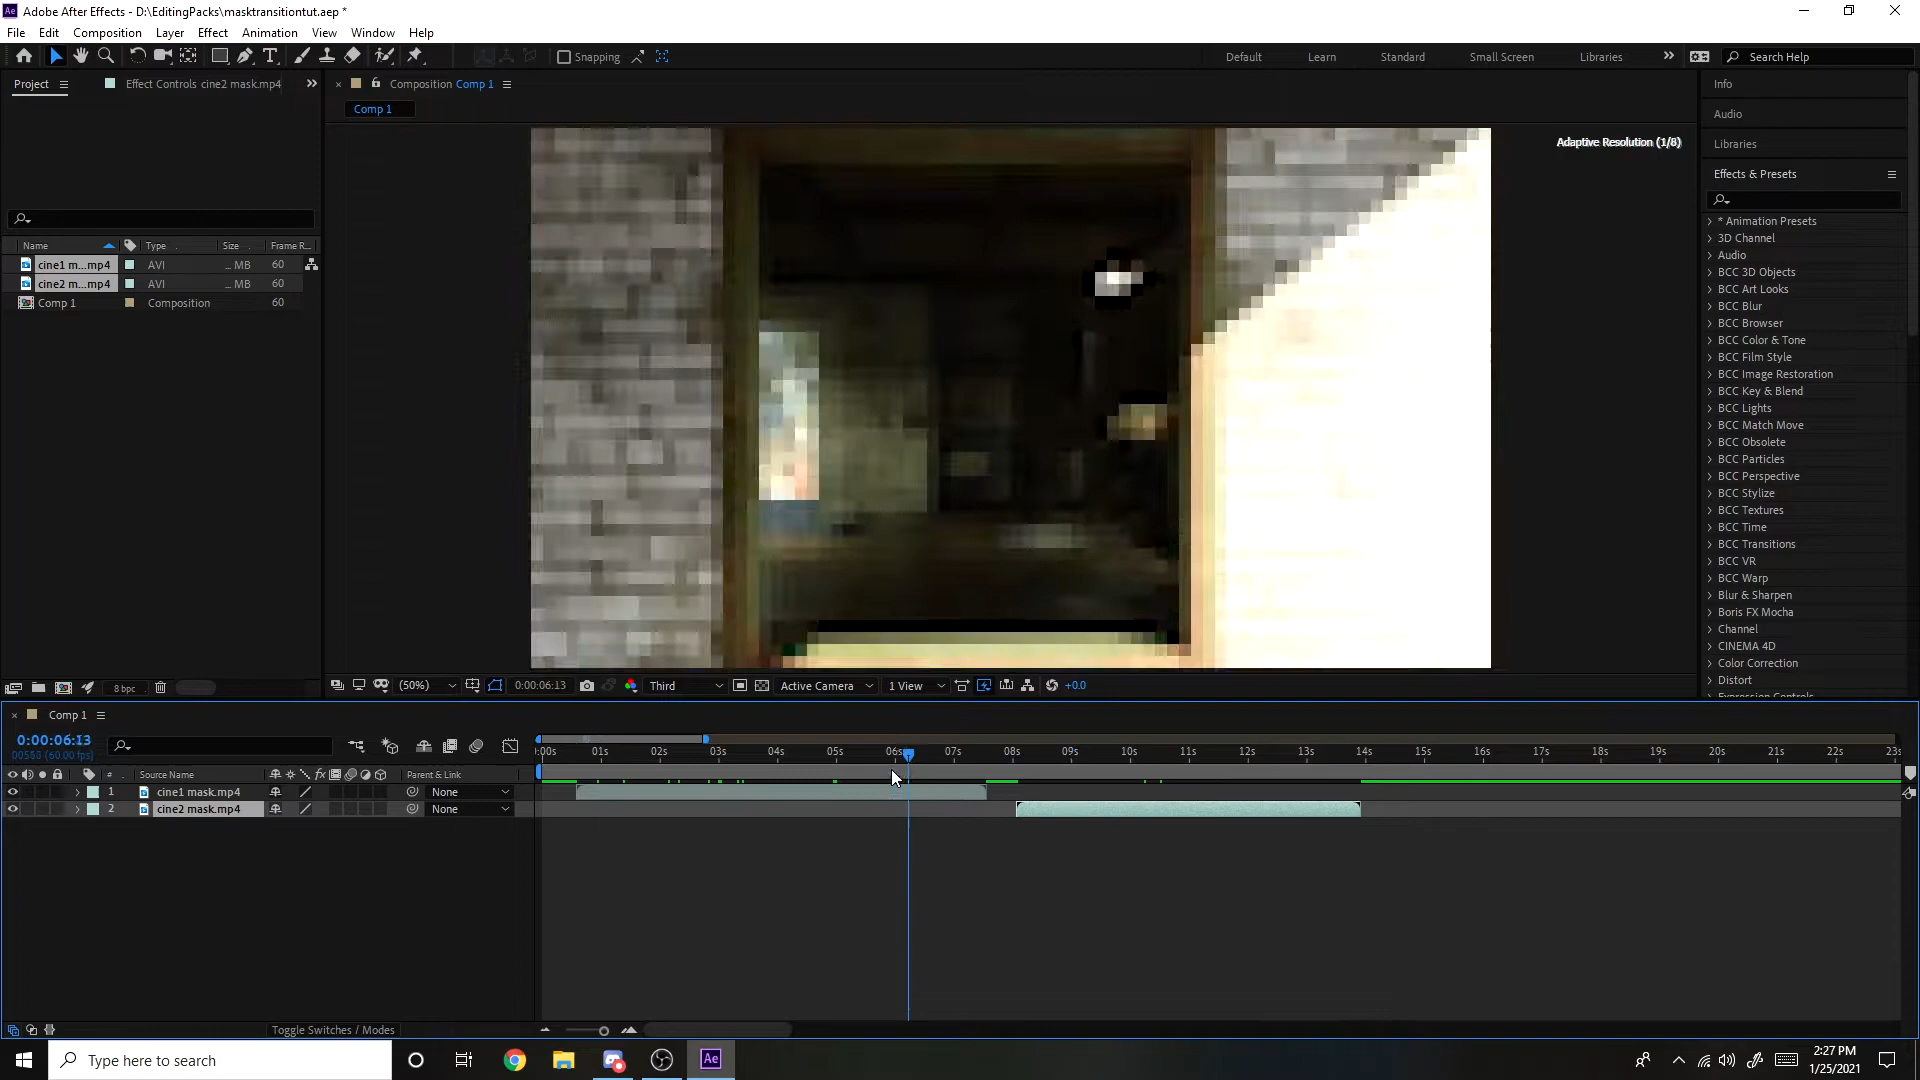 Adobe After Effects - D:\EditingPacks\masktransitiontut.aep *
File Edit Composition Layer Effect Animation View Window Help
Snapping Default Learn Standard Small Screen Libraries Search Help
Project Effect Controls cine2 mask.mp4 Composition Comp 1 Info
Comp 1 Audio
Adaptive Resolution (1/8) Libraries
Effects & Presets
Name Type Size Frame R...
cine1 m...mp4 AVI ... MB 60
cine2 m...mp4 AVI ... MB 60
Comp 1 Composition 60
* Animation Presets
3D Channel
Audio
BCC 3D Objects
BCC Art Looks
BCC Blur
BCC Browser
BCC Color & Tone
BCC Film Style
BCC Image Restoration
BCC Key & Blend
BCC Lights
BCC Match Move
BCC Obsolete
BCC Particles
BCC Perspective
BCC Stylize
BCC Textures
BCC Time
BCC Transitions
BCC VR
BCC Warp
Blur & Sharpen
Boris FX Mocha
Channel
CINEMA 4D
Color Correction
Distort
Expression Controls
8 bpc (50%) 0:00:06:13 Third Active Camera 1 View +0.0
Comp 1
0:00:06:13
(60.00 fps)
:00s 01s 02s 03s 04s 05s 06s 07s 08s 09s 10s 11s 12s 13s 14s 15s 16s 17s 18s 19s 20s 21s 22s 23s
# Source Name fx Parent & Link
1 cine1 mask.mp4 None
2 cine2 mask.mp4 None
Toggle Switches / Modes
Type here to search
Ae
2:27 PM
1/25/2021